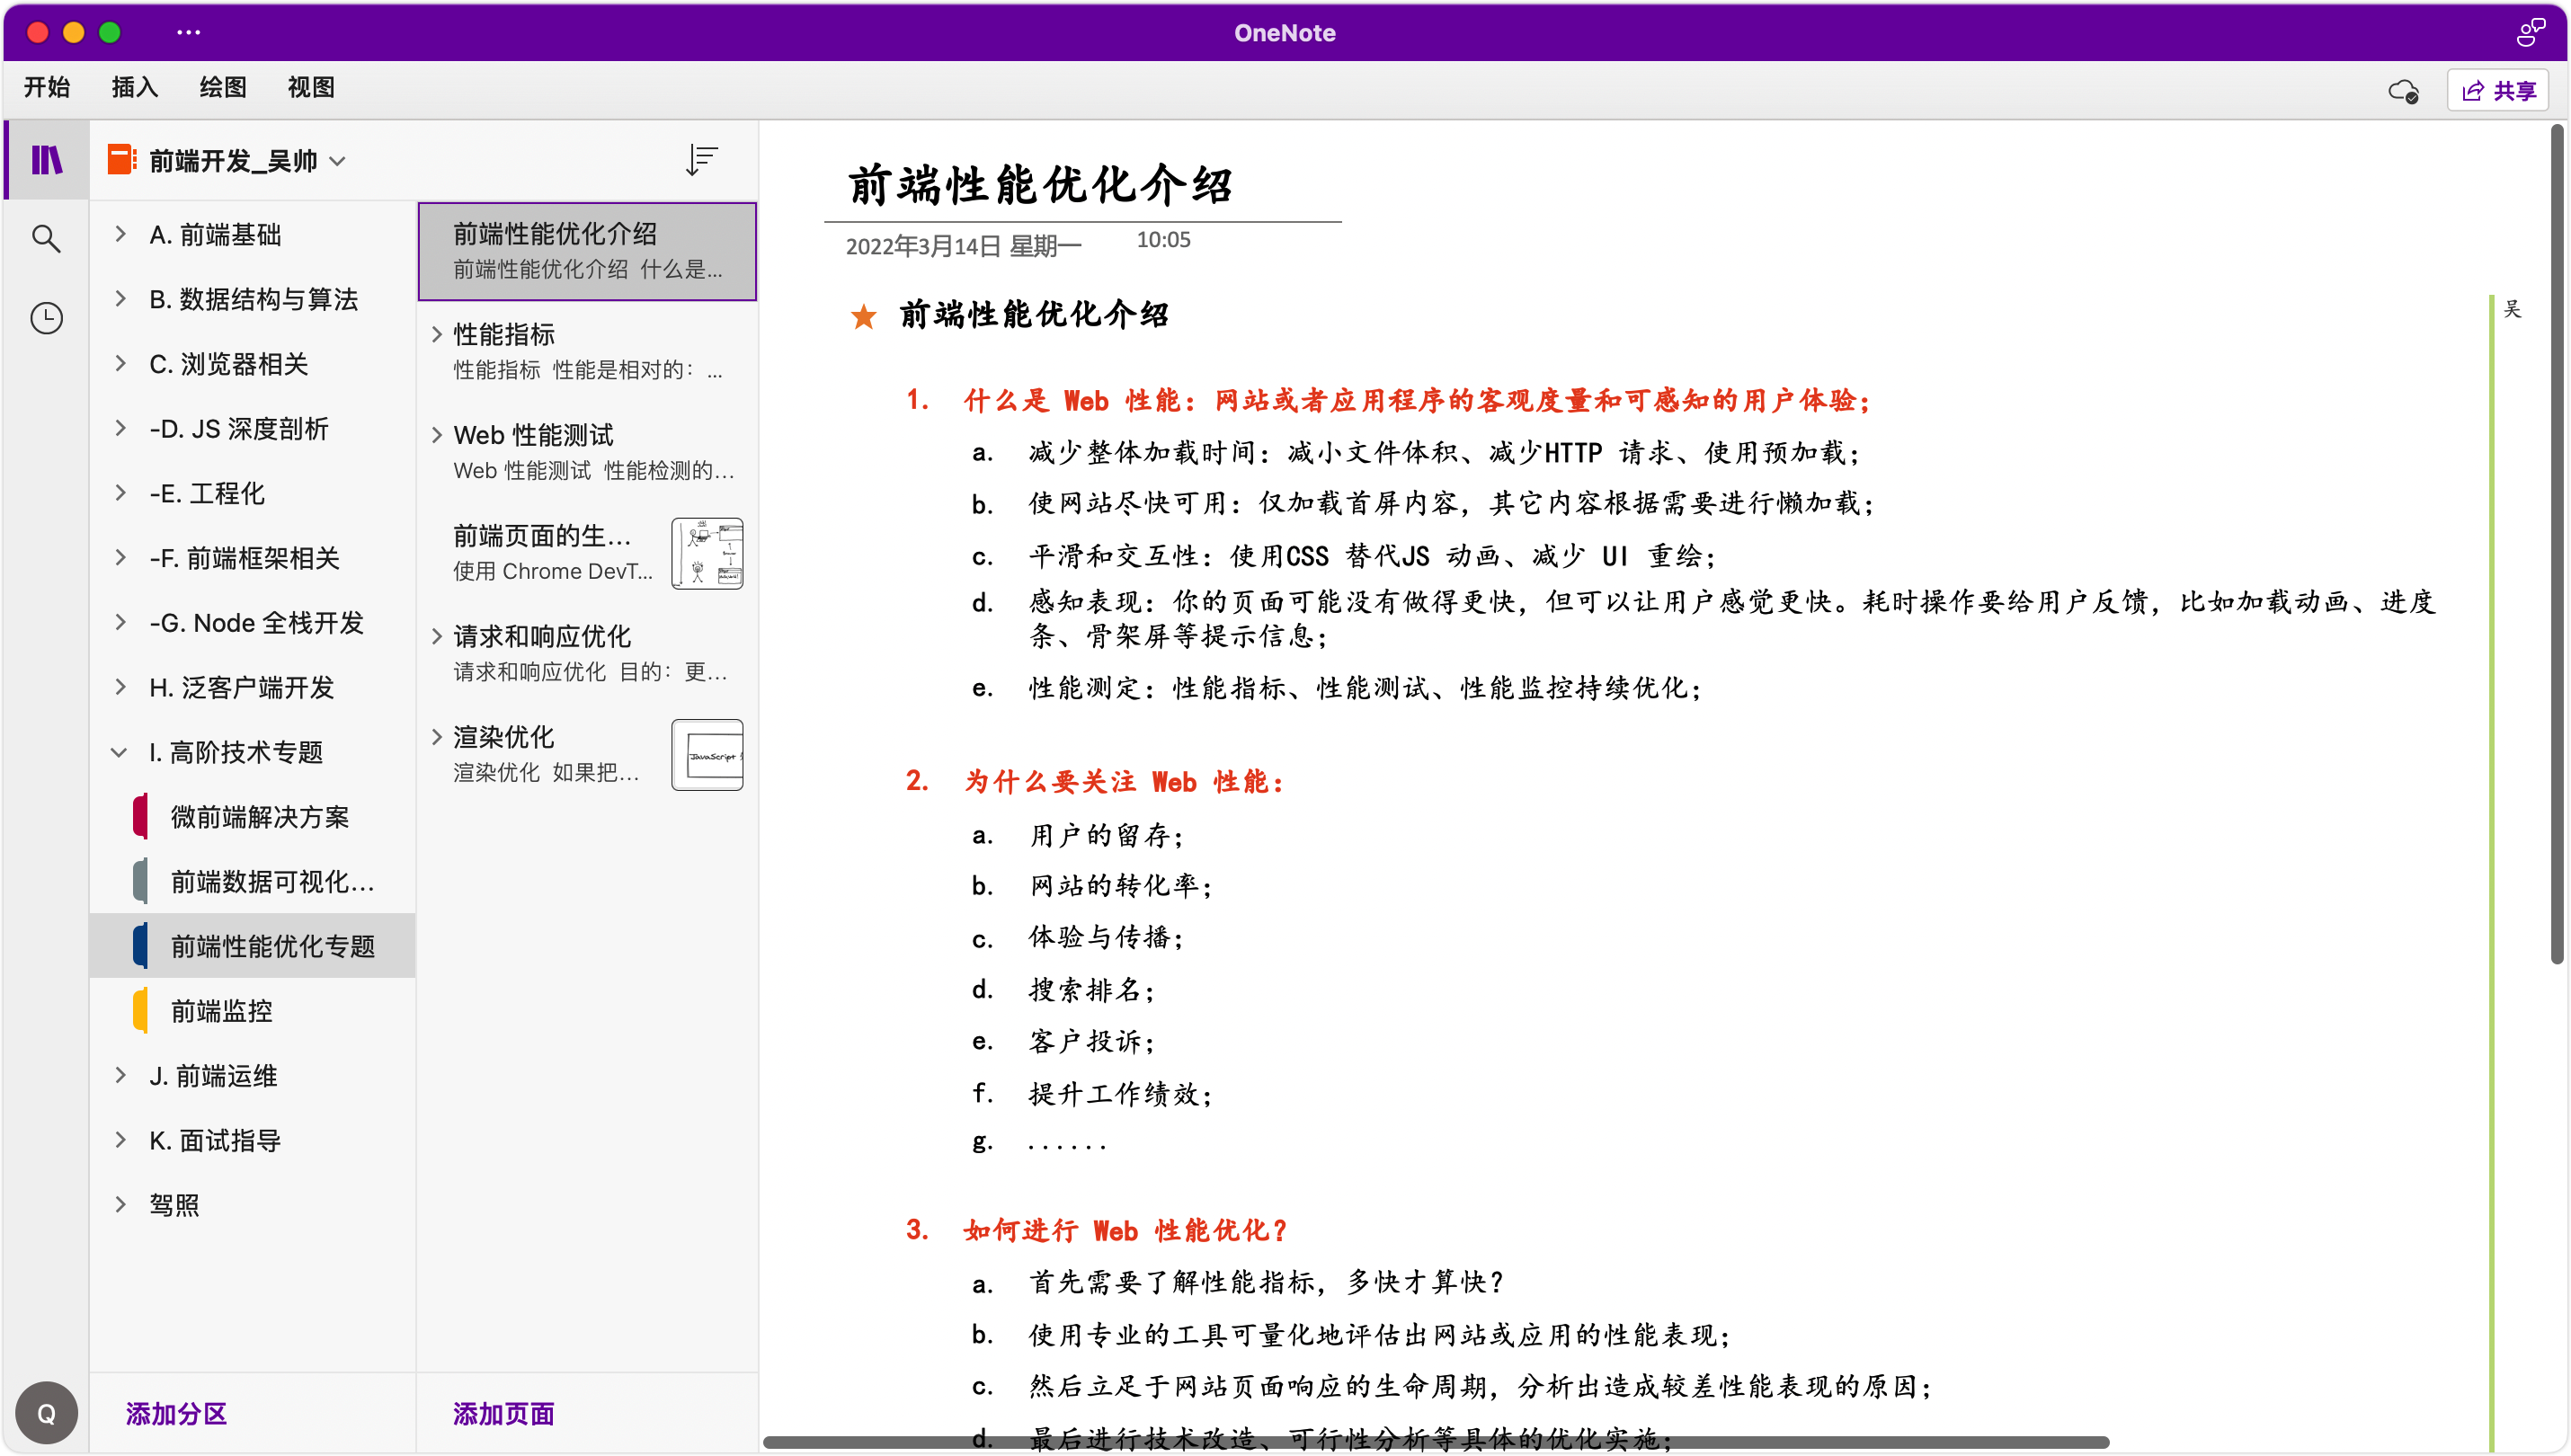 OneNote
开始 插入 绘图 视图
共享
前端开发_吴帅
A. 前端基础
B. 数据结构与算法
C. 浏览器相关
-D. JS 深度剖析
-E. 工程化
-F. 前端框架相关
-G. Node 全栈开发
H. 泛客户端开发
I. 高阶技术专题
微前端解决方案
前端数据可视化...
前端性能优化专题
前端监控
J. 前端运维
K. 面试指导
驾照
添加分区
Q
前端性能优化介绍
前端性能优化介绍 什么是...
性能指标
性能指标 性能是相对的：...
Web 性能测试
Web 性能测试 性能检测的...
前端页面的生...
使用 Chrome DevT...
请求和响应优化
请求和响应优化 目的：更...
渲染优化
渲染优化 如果把...
JavaScript
添加页面
前端性能优化介绍
2022年3月14日 星期一 10:05
★ 前端性能优化介绍
吴
1. 什么是 Web 性能：网站或者应用程序的客观度量和可感知的用户体验；
a. 减少整体加载时间：减小文件体积、减少HTTP 请求、使用预加载；
b. 使网站尽快可用：仅加载首屏内容，其它内容根据需要进行懒加载；
c. 平滑和交互性：使用CSS 替代JS 动画、减少 UI 重绘；
d. 感知表现：你的页面可能没有做得更快，但可以让用户感觉更快。耗时操作要给用户反馈，比如加载动画、进度
条、骨架屏等提示信息；
e. 性能测定：性能指标、性能测试、性能监控持续优化；
2. 为什么要关注 Web 性能：
a. 用户的留存；
b. 网站的转化率；
c. 体验与传播；
d. 搜索排名；
e. 客户投诉；
f. 提升工作绩效；
g. ......
3. 如何进行 Web 性能优化？
a. 首先需要了解性能指标，多快才算快？
b. 使用专业的工具可量化地评估出网站或应用的性能表现；
c. 然后立足于网站页面响应的生命周期，分析出造成较差性能表现的原因；
d. 最后进行技术改造、可行性分析等具体的优化实施；